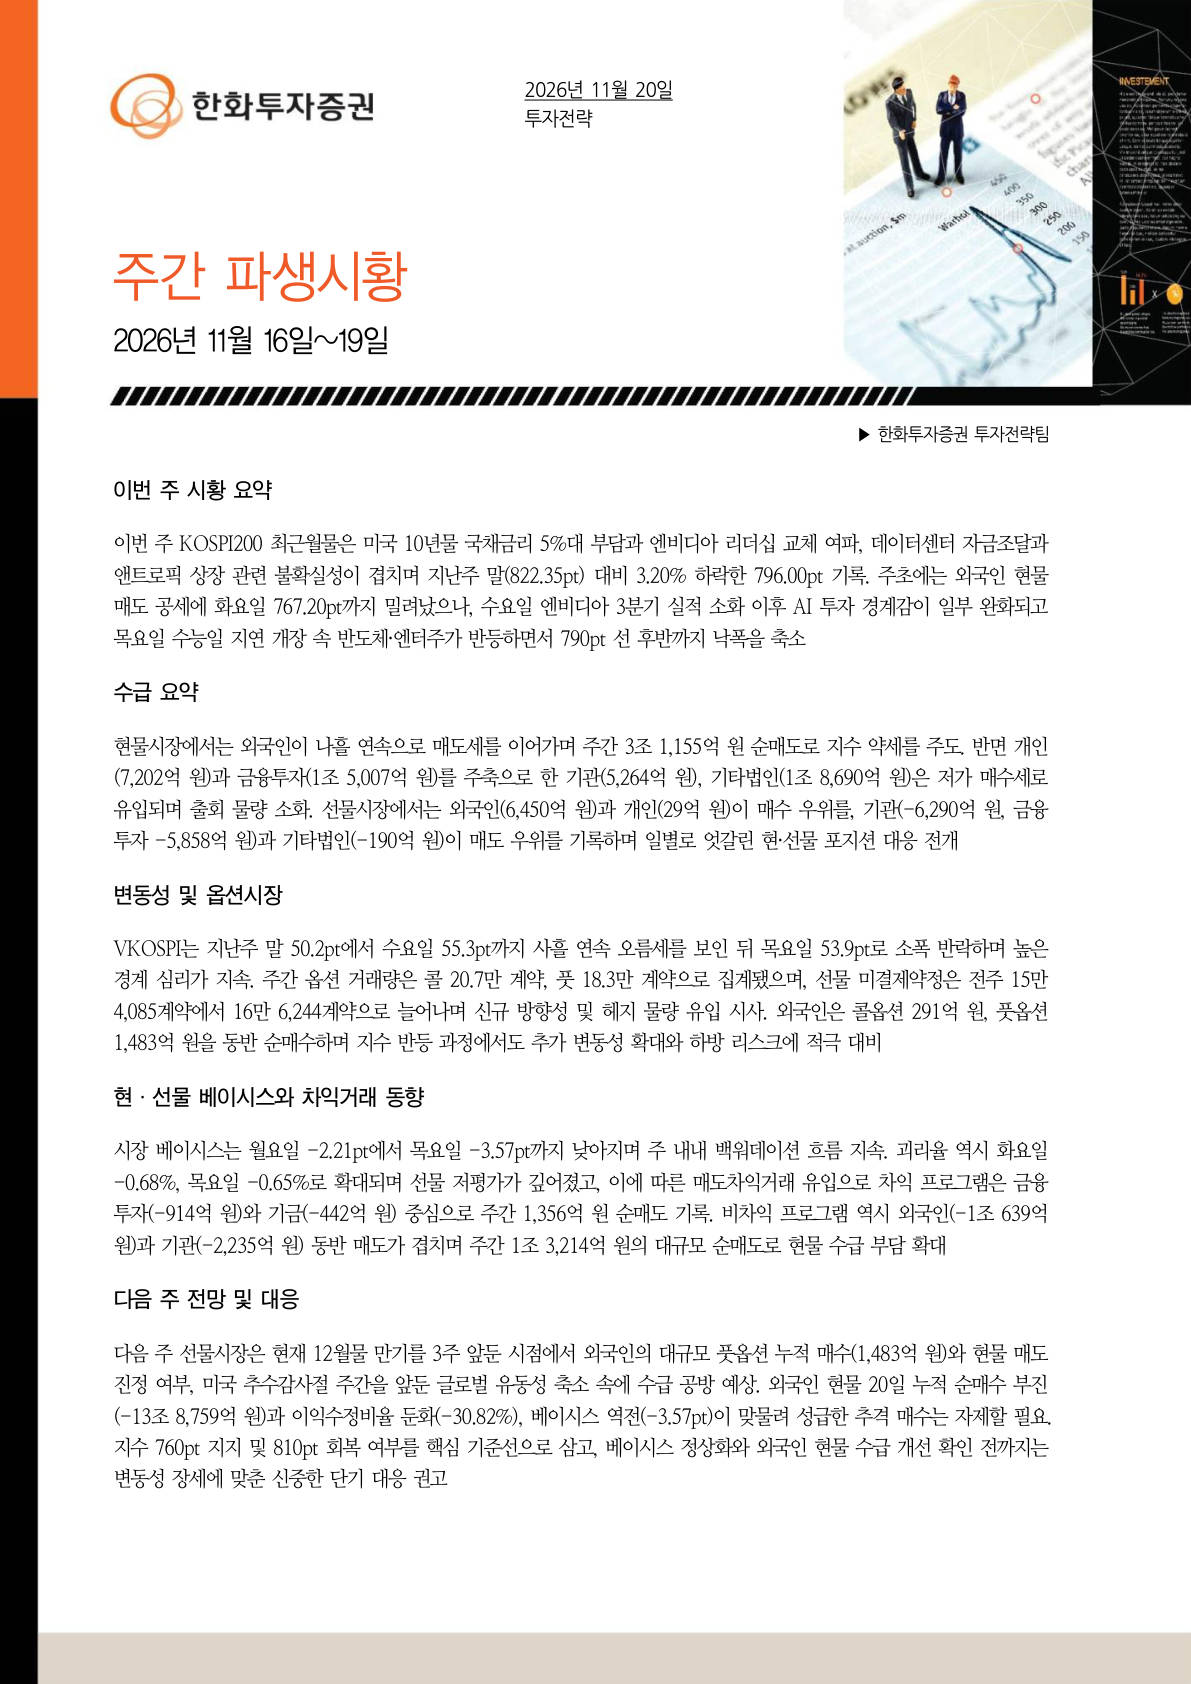 한화투자증권
2026년 11월 20일
투자전략
INVESTEMENT
at auction, $m
Warhol
450
400
350
300
250
200
150
주간 파생시황
2026년 11월 16일~19일
▶ 한화투자증권 투자전략팀
이번 주 시황 요약
이번 주 KOSPI200 최근월물은 미국 10년물 국채금리 5%대 부담과 엔비디아 리더십 교체 여파, 데이터센터 자금조달과
앤트로픽 상장 관련 불확실성이 겹치며 지난주 말(822.35pt) 대비 3.20% 하락한 796.00pt 기록. 주초에는 외국인 현물
매도 공세에 화요일 767.20pt까지 밀려났으나, 수요일 엔비디아 3분기 실적 소화 이후 AI 투자 경계감이 일부 완화되고
목요일 수능일 지연 개장 속 반도체·엔터주가 반등하면서 790pt 선 후반까지 낙폭을 축소
수급 요약
현물시장에서는 외국인이 나흘 연속으로 매도세를 이어가며 주간 3조 1,155억 원 순매도로 지수 약세를 주도. 반면 개인
(7,202억 원)과 금융투자(1조 5,007억 원)를 주축으로 한 기관(5,264억 원), 기타법인(1조 8,690억 원)은 저가 매수세로
유입되며 출회 물량 소화. 선물시장에서는 외국인(6,450억 원)과 개인(29억 원)이 매수 우위를, 기관(-6,290억 원, 금융
투자 -5,858억 원)과 기타법인(-190억 원)이 매도 우위를 기록하며 일별로 엇갈린 현·선물 포지션 대응 전개
변동성 및 옵션시장
VKOSPI는 지난주 말 50.2pt에서 수요일 55.3pt까지 사흘 연속 오름세를 보인 뒤 목요일 53.9pt로 소폭 반락하며 높은
경계 심리가 지속. 주간 옵션 거래량은 콜 20.7만 계약, 풋 18.3만 계약으로 집계됐으며, 선물 미결제약정은 전주 15만
4,085계약에서 16만 6,244계약으로 늘어나며 신규 방향성 및 헤지 물량 유입 시사. 외국인은 콜옵션 291억 원, 풋옵션
1,483억 원을 동반 순매수하며 지수 반등 과정에서도 추가 변동성 확대와 하방 리스크에 적극 대비
현 · 선물 베이시스와 차익거래 동향
시장 베이시스는 월요일 -2.21pt에서 목요일 -3.57pt까지 낮아지며 주 내내 백워데이션 흐름 지속. 괴리율 역시 화요일
-0.68%, 목요일 -0.65%로 확대되며 선물 저평가가 깊어졌고, 이에 따른 매도차익거래 유입으로 차익 프로그램은 금융
투자(-914억 원)와 기금(-442억 원) 중심으로 주간 1,356억 원 순매도 기록. 비차익 프로그램 역시 외국인(-1조 639억
원)과 기관(-2,235억 원) 동반 매도가 겹치며 주간 1조 3,214억 원의 대규모 순매도로 현물 수급 부담 확대
다음 주 전망 및 대응
다음 주 선물시장은 현재 12월물 만기를 3주 앞둔 시점에서 외국인의 대규모 풋옵션 누적 매수(1,483억 원)와 현물 매도
진정 여부, 미국 추수감사절 주간을 앞둔 글로벌 유동성 축소 속에 수급 공방 예상. 외국인 현물 20일 누적 순매수 부진
(-13조 8,759억 원)과 이익수정비율 둔화(-30.82%), 베이시스 역전(-3.57pt)이 맞물려 성급한 추격 매수는 자제할 필요.
지수 760pt 지지 및 810pt 회복 여부를 핵심 기준선으로 삼고, 베이시스 정상화와 외국인 현물 수급 개선 확인 전까지는
변동성 장세에 맞춘 신중한 단기 대응 권고